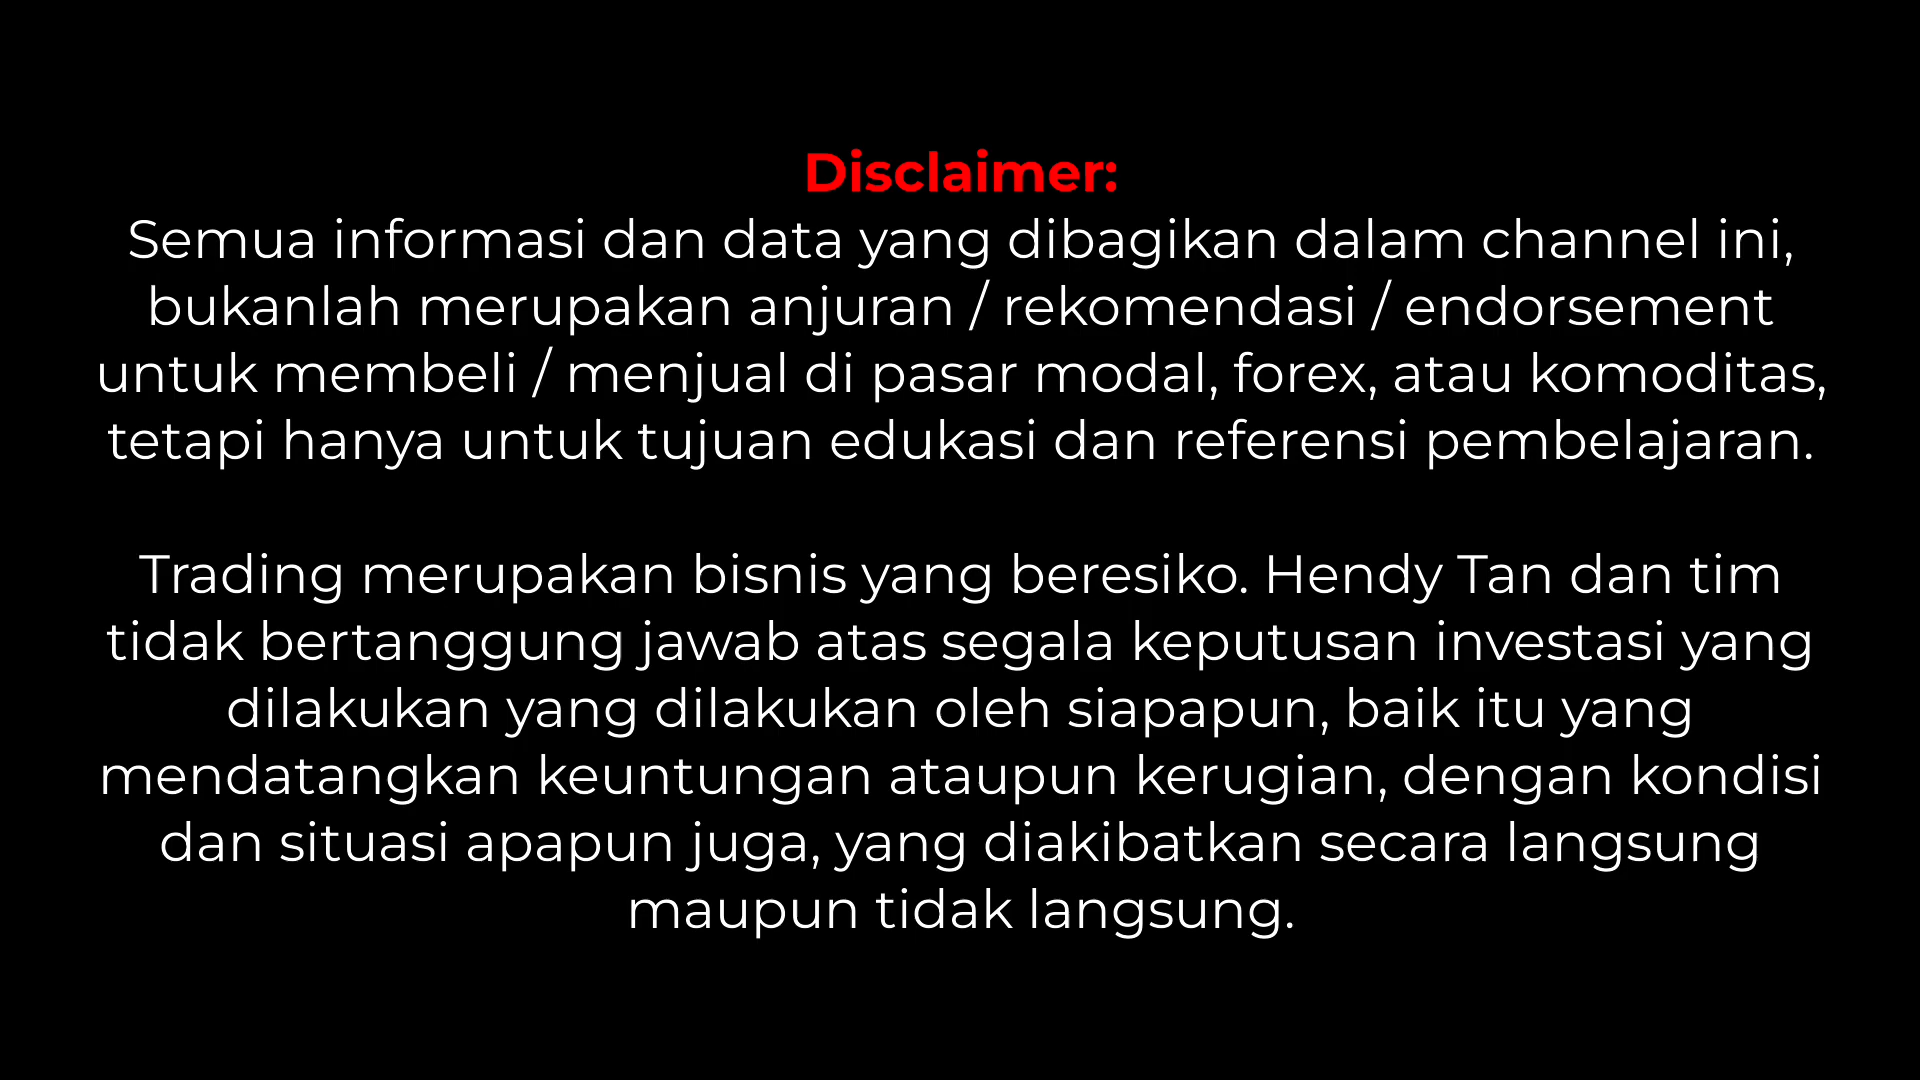 Disclaimer:
Semua informasi dan data yang dibagikan dalam channel ini,
bukanlah merupakan anjuran / rekomendasi / endorsement
untuk membeli / menjual di pasar modal, forex, atau komoditas,
tetapi hanya untuk tujuan edukasi dan referensi pembelajaran.
Trading merupakan bisnis yang beresiko. Hendy Tan dan tim
tidak bertanggung jawab atas segala keputusan investasi yang
dilakukan yang dilakukan oleh siapapun, baik itu yang
mendatangkan keuntungan ataupun kerugian, dengan kondisi
dan situasi apapun juga, yang diakibatkan secara langsung
maupun tidak langsung.